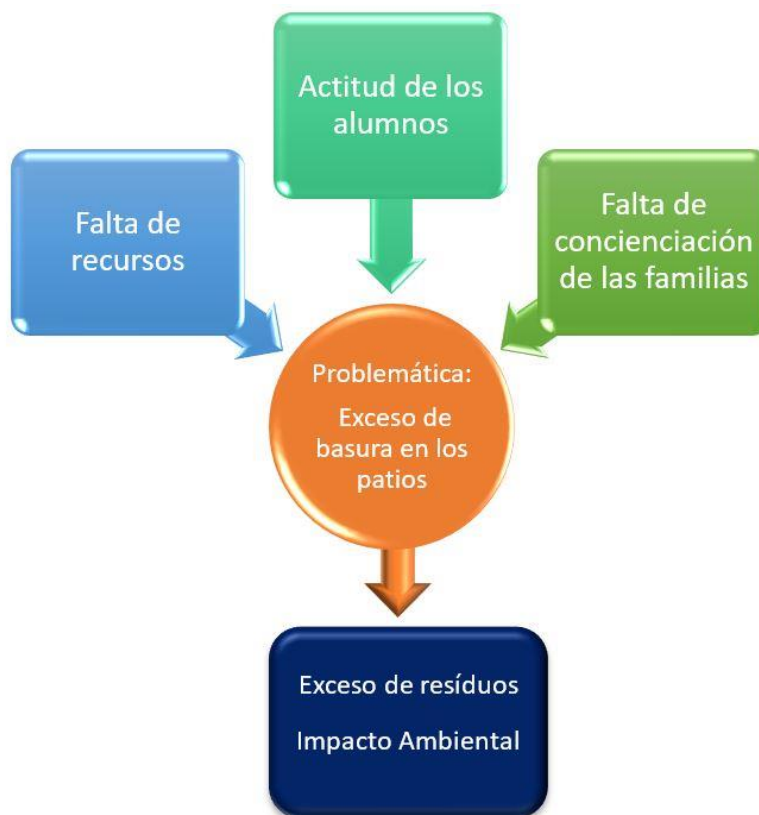 Actitud de los
alumnos
Falta de
recursos
Falta de
concienciación
de las familias
Problemática:
Exceso de
basura en los
patios
Exceso de resíduos
Impacto Ambiental